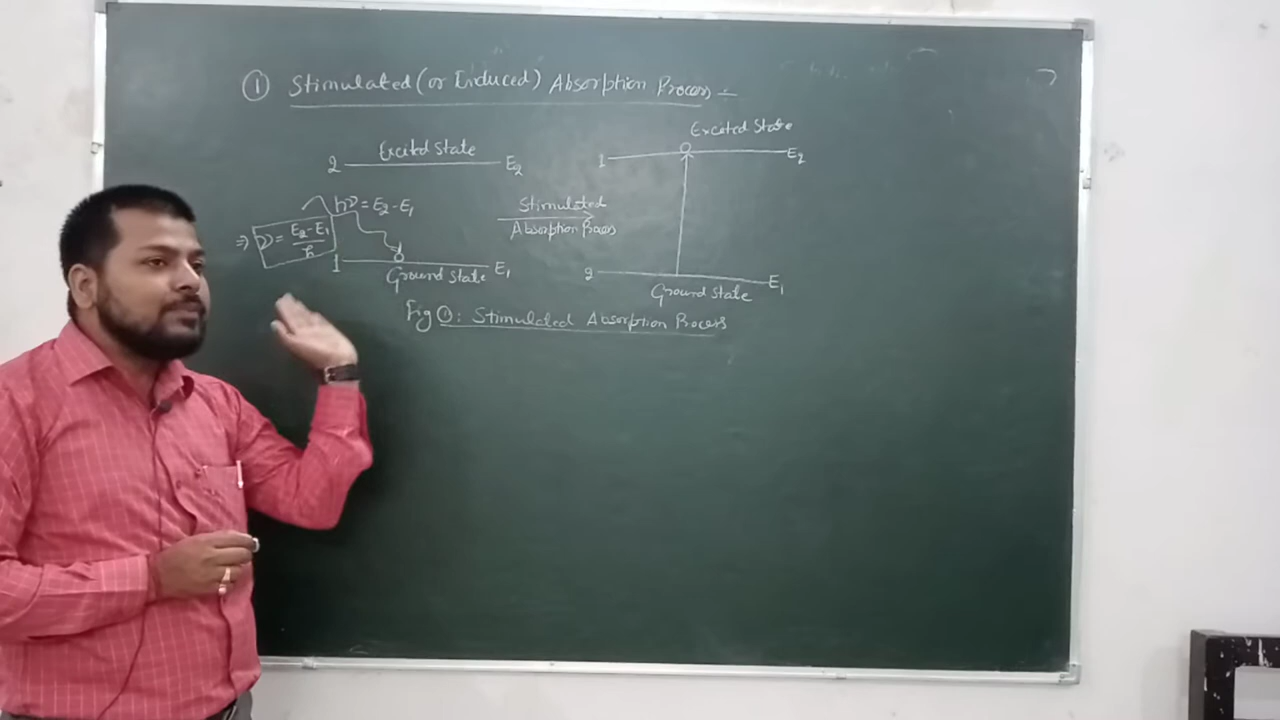 ① Stimulated (or Induced) Absorption Process :-
2 Excited State E₂
hν = E₂ - E₁
⇒ ν = E₂ - E₁ / h
1 Ground State E₁
Stimulated
Absorption Process
Excited State
1 E₂
2 E₁
Ground State
Fig ①: Stimulated Absorption Process